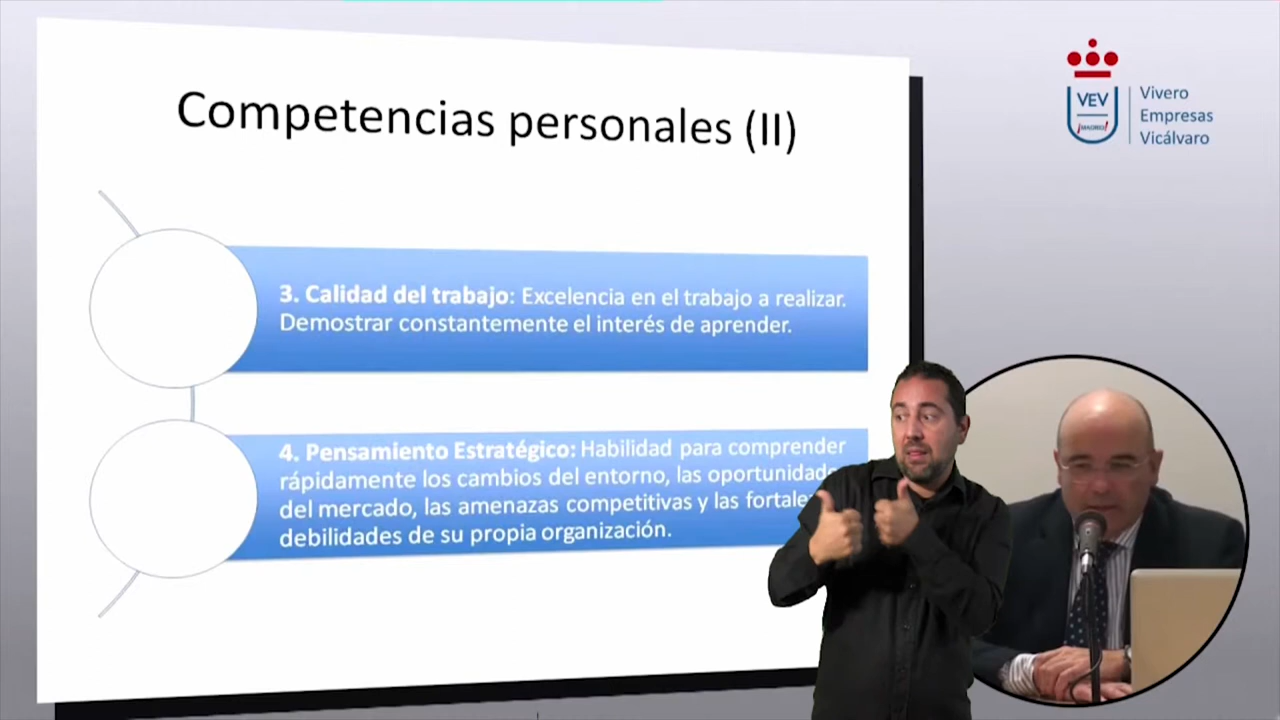 Competencias personales (II)
VEV
¡MADRID!
Vivero
Empresas
Vicálvaro
3. Calidad del trabajo: Excelencia en el trabajo a realizar.
Demostrar constantemente el interés de aprender.
4. Pensamiento Estratégico: Habilidad para comprender
rápidamente los cambios del entorno, las
del mercado, las amenazas competitivas y las
debilidades de su propia organización.